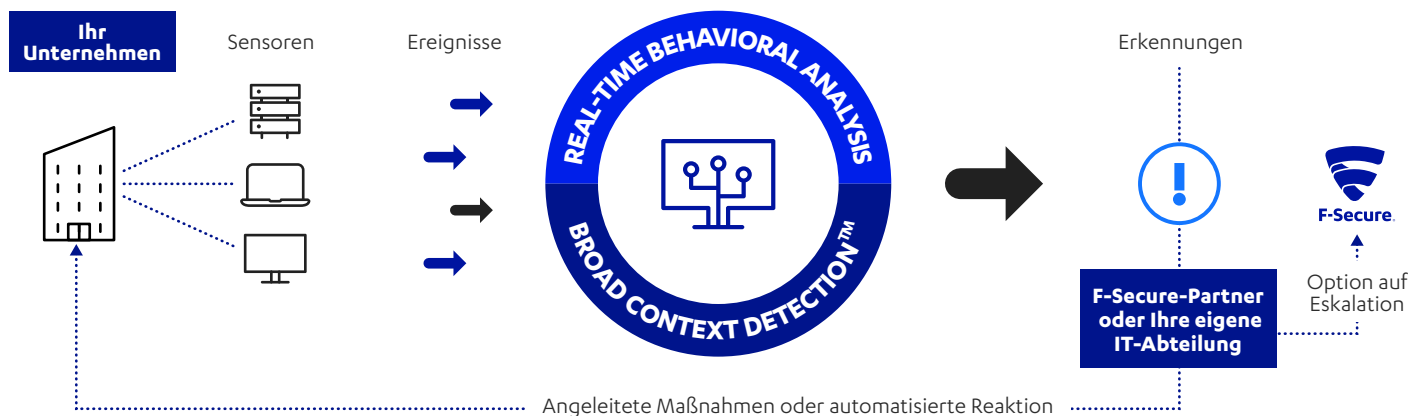 Ihr
Unternehmen
Sensoren
Ereignisse
REAL-TIME BEHAVIORAL ANALYSIS
BROAD CONTEXT DETECTION™
Erkennungen
F-Secure.
F-Secure-Partner
oder Ihre eigene
IT-Abteilung
Option auf
Eskalation
Angeleitete Maßnahmen oder automatisierte Reaktion